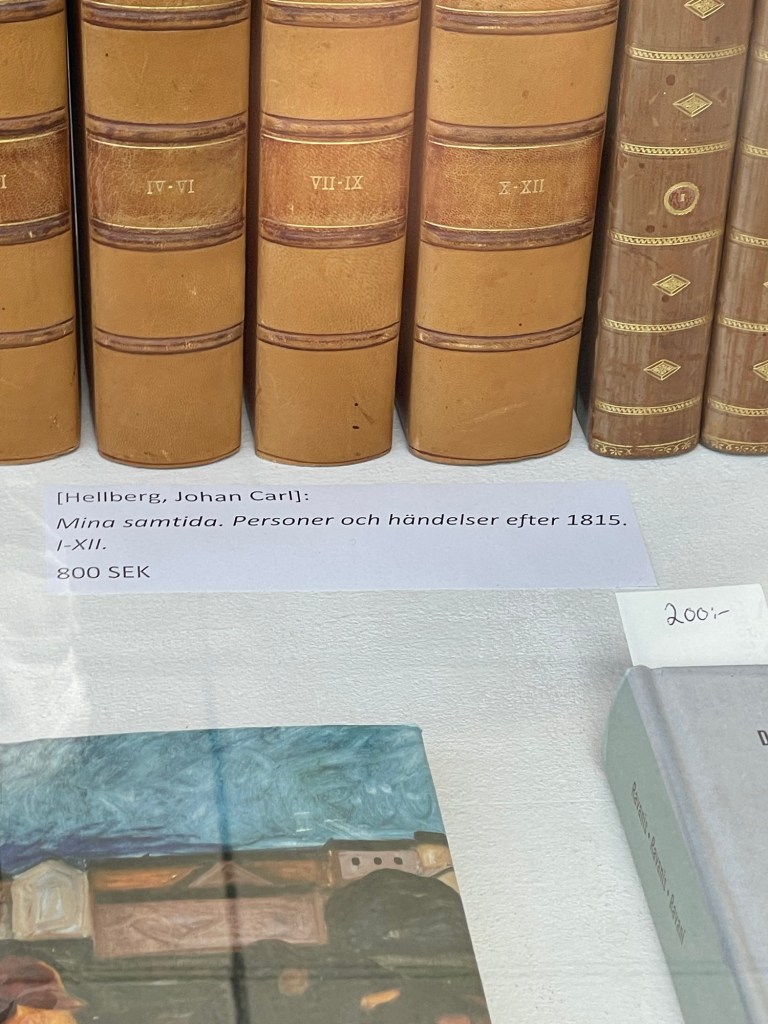 I
IV-VI
VII-IX
X-XII
[Hellberg, Johan Carl]:
Mina samtida. Personer och händelser efter 1815.
I-XII.
800 SEK
200:-
D